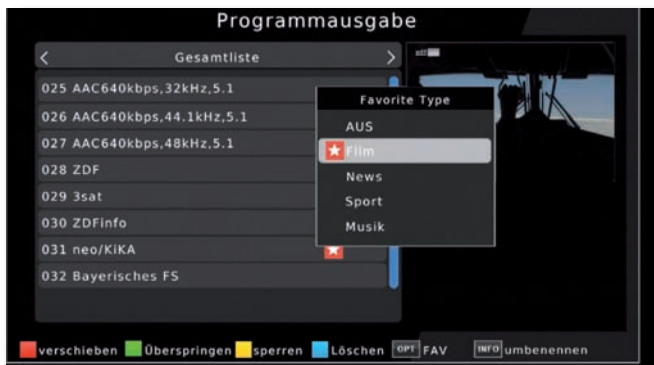 Programmausgabe
Gesamtliste
025 AAC640kbps,32kHz,5.1
026 AAC640kbps,44.1kHz,5.1
027 AAC640kbps,48kHz,5.1
028 ZDF
029 3sat
030 ZDFinfo
031 neo/KiKA
032 Bayerisches FS
Favorite Type
AUS
Film
News
Sport
Musik
verschieben Überspringen sperren Löschen OPT FAV INFO umbenennen